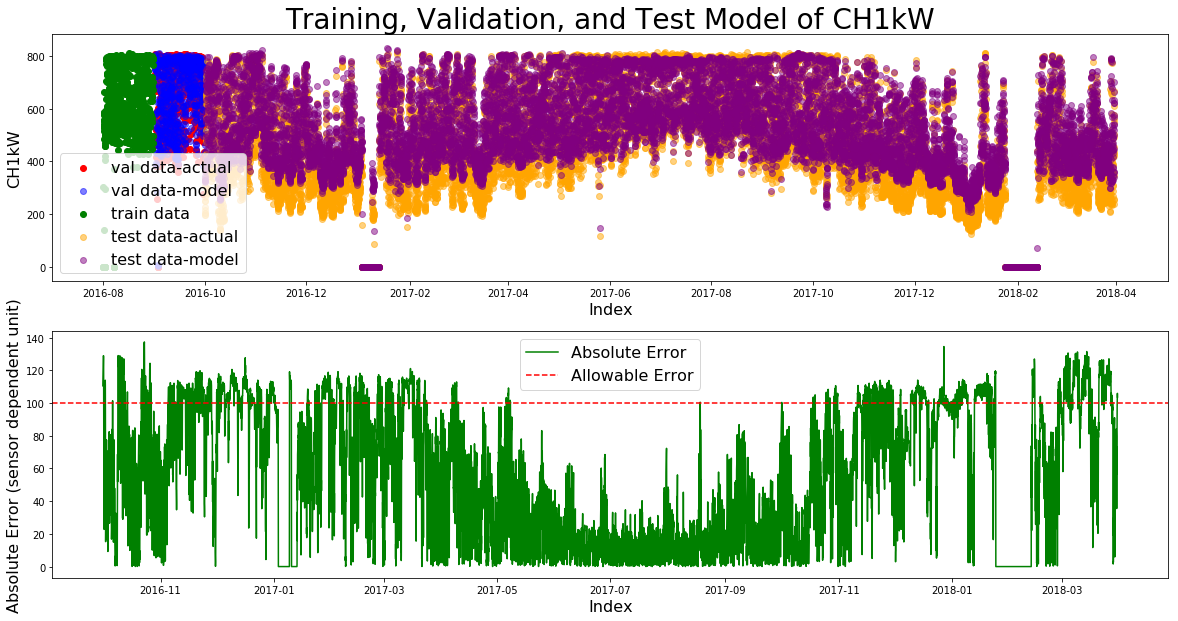 Training, Validation, and Test Model of CH1kW
CH1kW
800
600
400
200
0
val data-actual
val data-model
train data
test data-actual
test data-model
2016-08 2016-10 2016-12 2017-02 2017-04 2017-06 2017-08 2017-10 2017-12 2018-02 2018-04
Index
Absolute Error (sensor dependent unit)
140
120
100
80
60
40
20
0
Absolute Error
Allowable Error
2016-11 2017-01 2017-03 2017-05 2017-07 2017-09 2017-11 2018-01 2018-03
Index